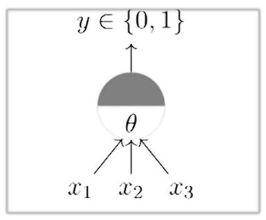 y ∈ {0, 1}
θ
x₁ x₂ x₃